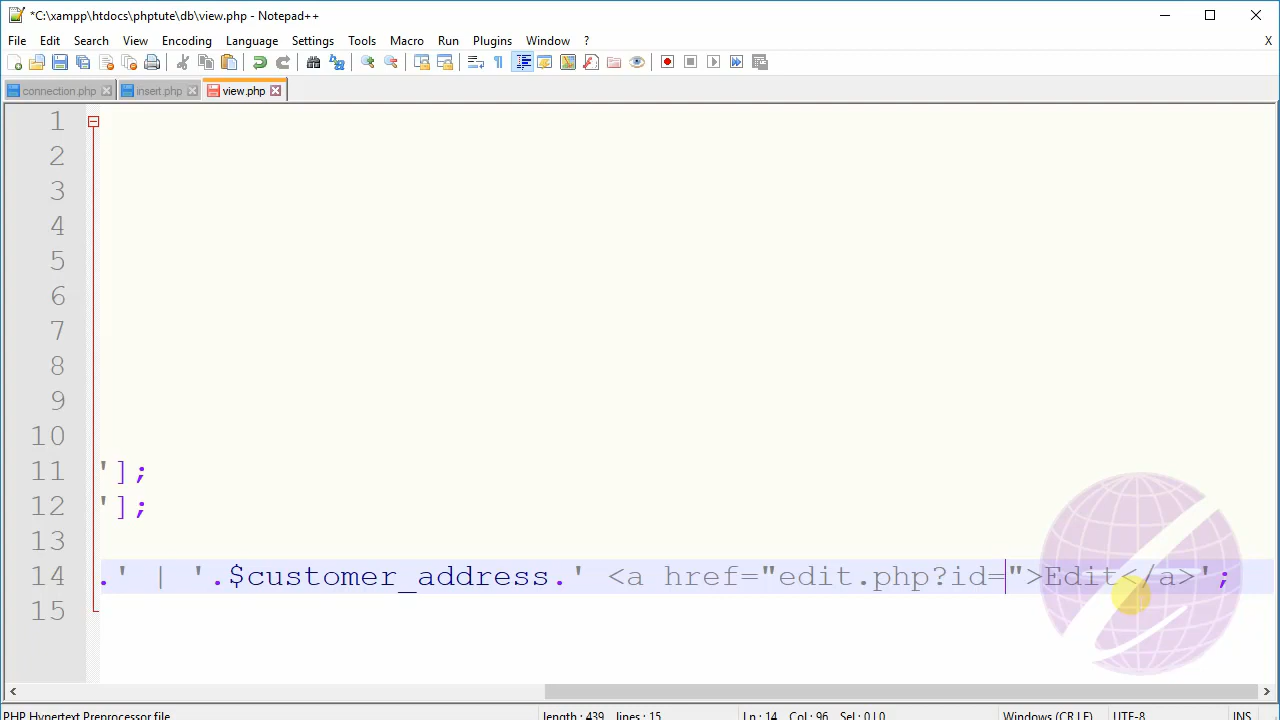 *C:\xampp\htdocs\phptute\db\view.php - Notepad++
File Edit Search View Encoding Language Settings Tools Macro Run Plugins Window ? X
connection.php insert.php view.php
1
2
3
4
5
6
7
8
9
10
11 '];
12 '];
13
14 .' | '.$customer_address.' <a href="edit.php?id=">Edit</a>';
15
PHP Hypertext Preprocessor file length : 439 lines : 15 Ln : 14 Col : 96 Sel : 0 | 0 Windows (CR LF) UTF-8 INS